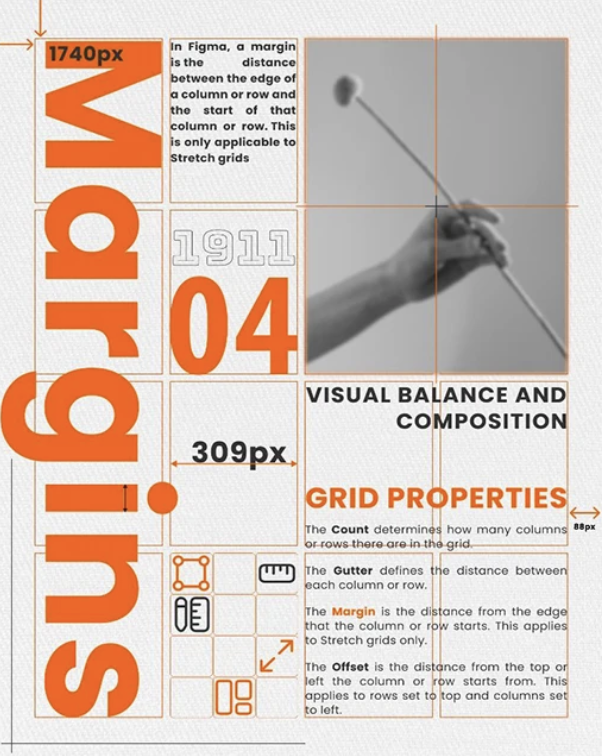 1740px
Margins
In Figma, a margin
is the distance
between the edge of
a column or row and
the start of that
column or row. This
is only applicable to
Stretch grids
1911
04
309px
VISUAL BALANCE AND
COMPOSITION
GRID PROPERTIES
88px
The Count determines how many columns
or rows there are in the grid.
The Gutter defines the distance between
each column or row.
The Margin is the distance from the edge
that the column or row starts. This applies
to Stretch grids only.
The Offset is the distance from the top or
left the column or row starts from. This
applies to rows set to top and columns set
to left.